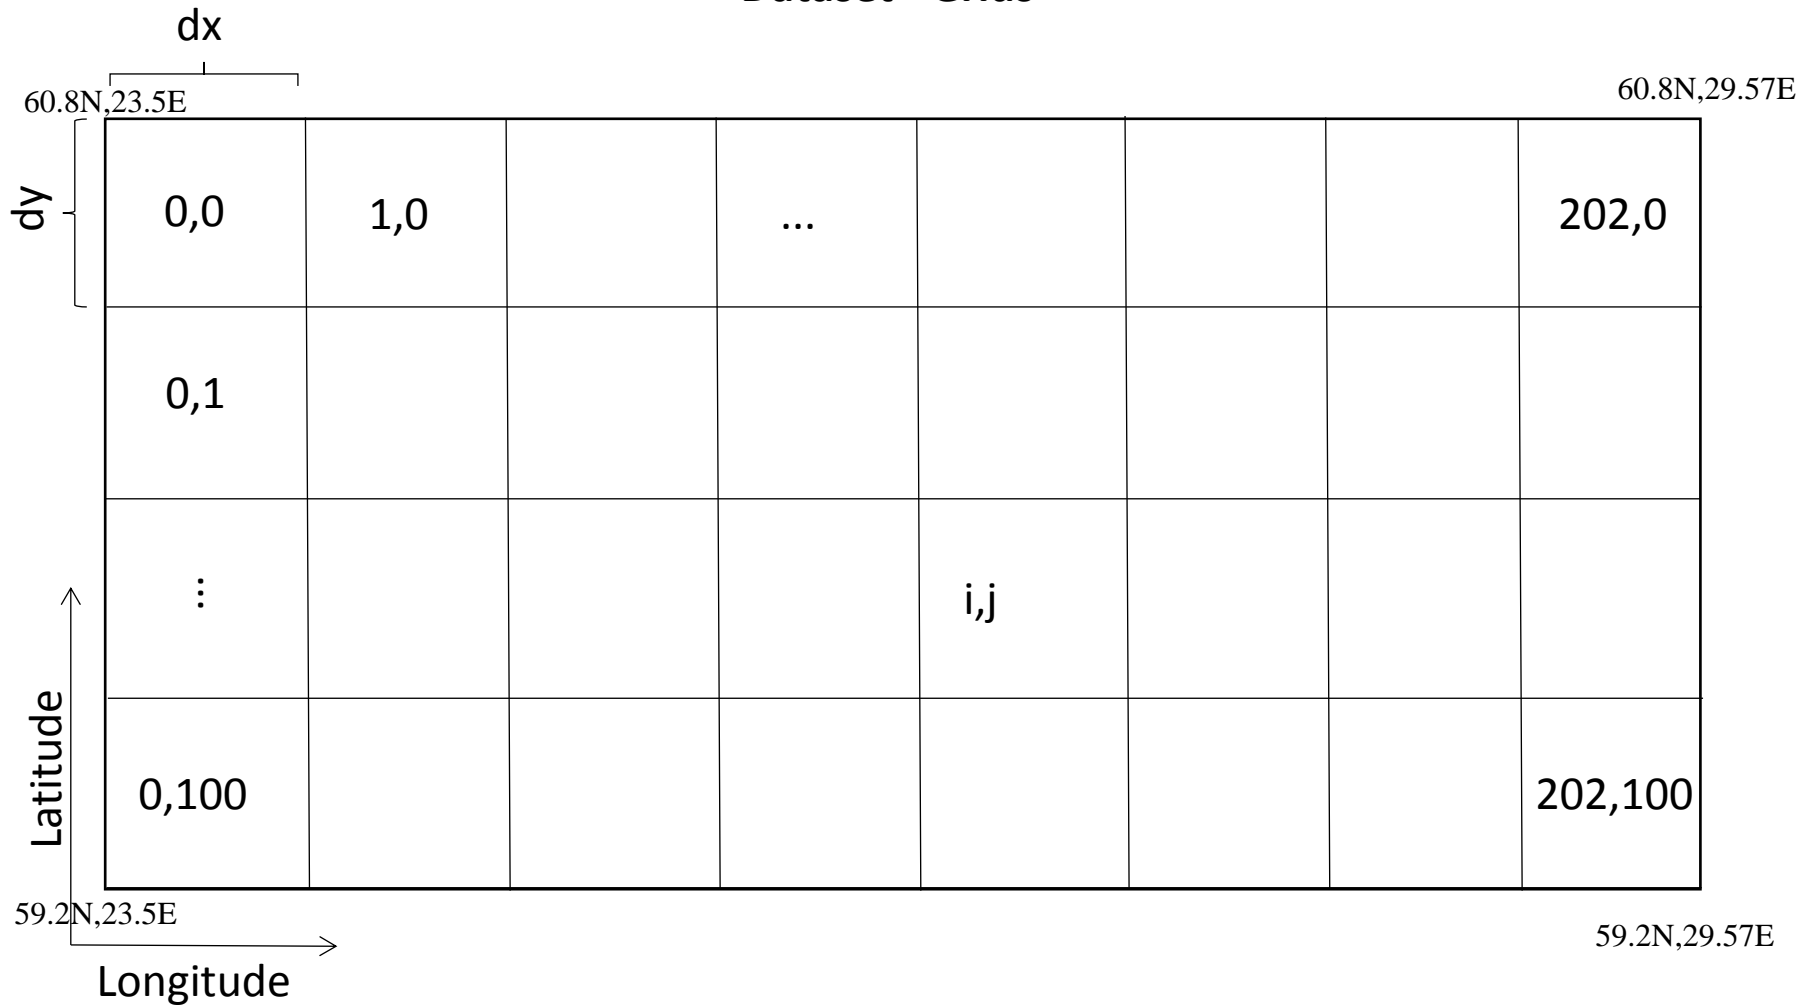 dx
60.8N,23.5E
60.8N,29.57E
dy
0,0
1,0
...
202,0
0,1
...
i,j
Latitude
0,100
202,100
59.2N,23.5E
59.2N,29.57E
Longitude